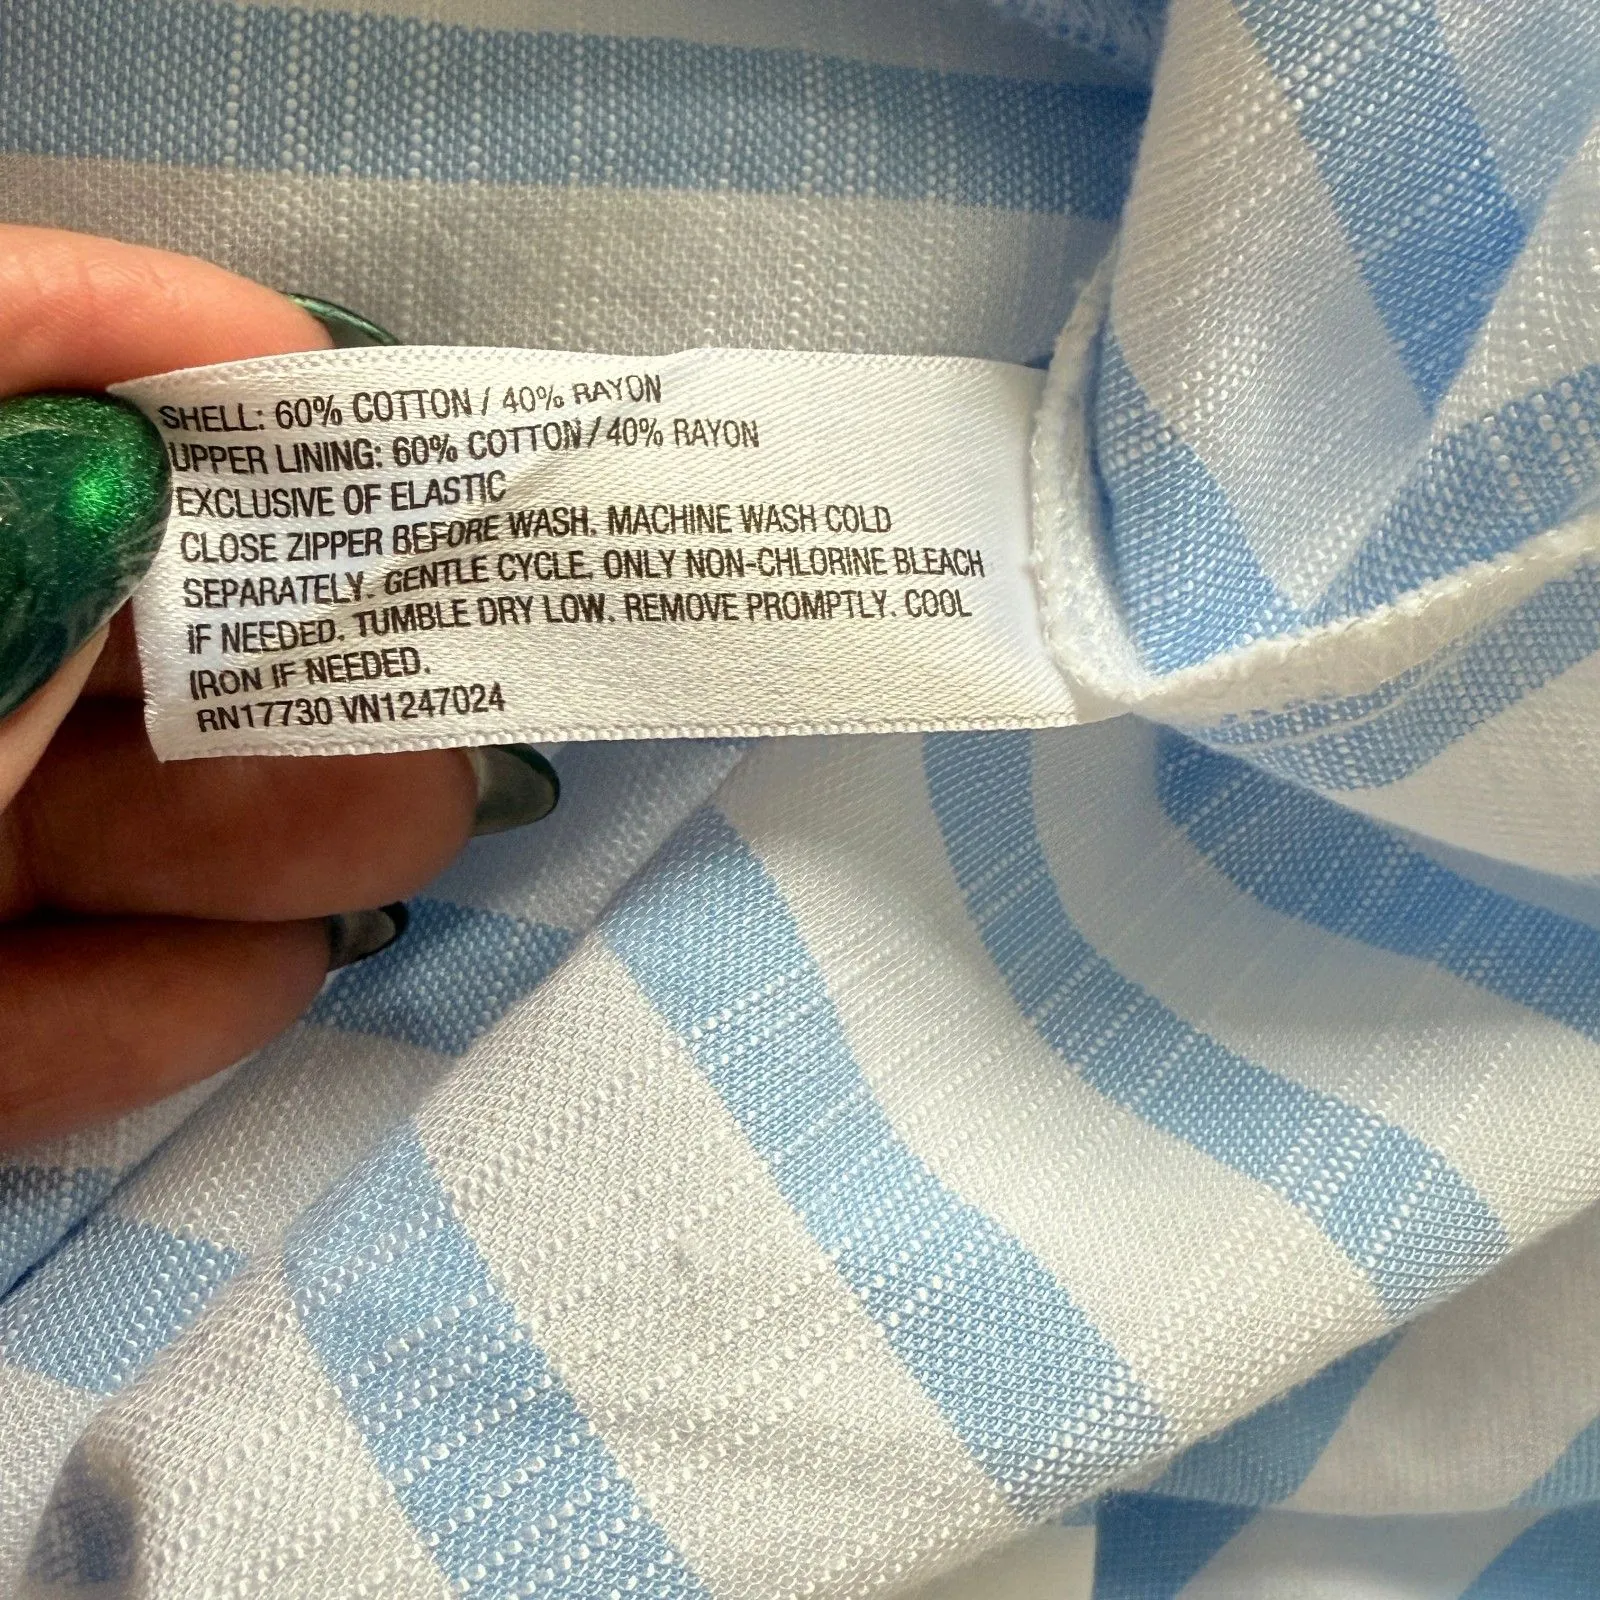 SHELL: 60% COTTON / 40% RAYON
UPPER LINING: 60% COTTON/40% RAYON
EXCLUSIVE OF ELASTIC
CLOSE ZIPPER BEFORE WASH. MACHINE WASH COLD
SEPARATELY. GENTLE CYCLE. ONLY NON-CHLORINE BLEACH
IF NEEDED. TUMBLE DRY LOW. REMOVE PROMPTLY. COOL
IRON IF NEEDED.
RN17730 VN1247024